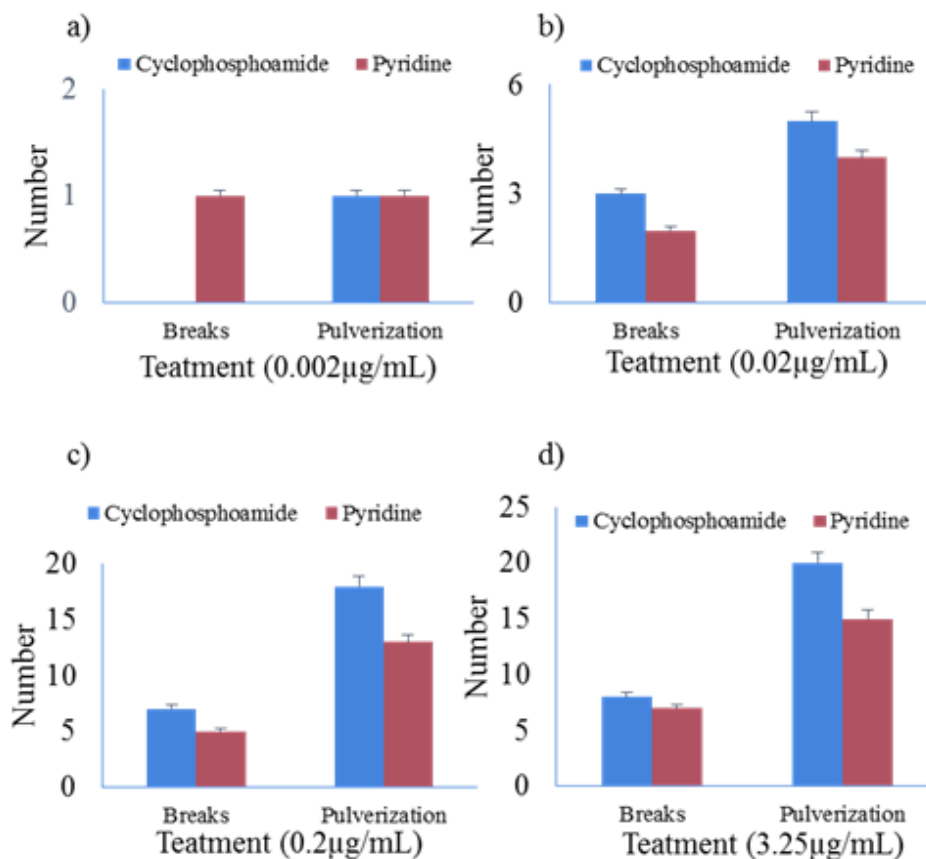 a)
Cyclophosphoamide Pyridine
2
1
0
Number
Breaks Pulverization
Teatment (0.002µg/mL)
b)
Cyclophosphoamide Pyridine
6
3
0
Number
Breaks Pulverization
Teatment (0.02µg/mL)
c)
Cyclophosphoamide Pyridine
20
15
10
5
0
Number
Breaks Pulverization
Teatment (0.2µg/mL)
d)
25
Cyclophosphoamide Pyridine
20
15
10
5
0
Number
Breaks Pulverization
Teatment (3.25µg/mL)